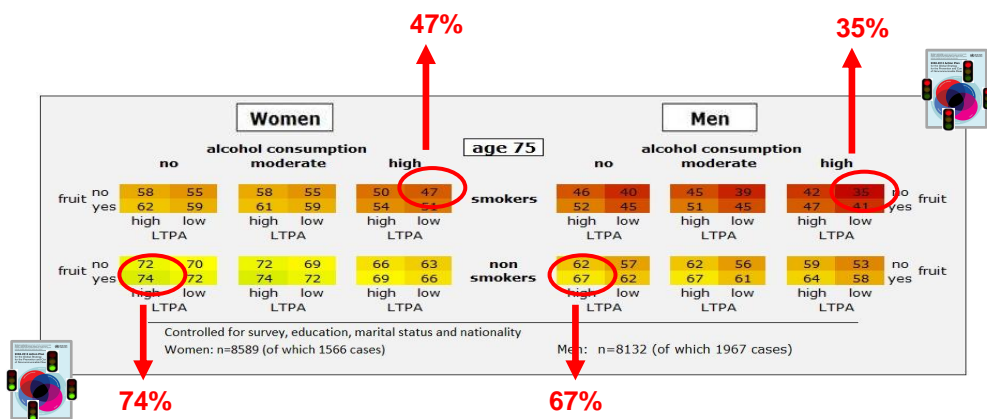 47%
35%
Women
Men
alcohol consumption
age 75
alcohol consumption
no moderate high
no moderate high
fruit no 58 55 58 55 50 47 smokers 46 40 45 39 42 35 no fruit
yes 62 59 61 59 54 51 52 45 51 45 47 41 yes
high low high low high low high low high low high low
LTPA LTPA LTPA LTPA LTPA LTPA
fruit no 72 70 72 69 66 63 non smokers 62 57 62 56 59 53 no fruit
yes 74 72 74 72 69 66 67 62 67 61 64 58 yes
high low high low high low high low high low high low
LTPA LTPA LTPA LTPA LTPA LTPA
Controlled for survey, education, marital status and nationality
Women: n=8589 (of which 1566 cases)
Men: n=8132 (of which 1967 cases)
74%
67%